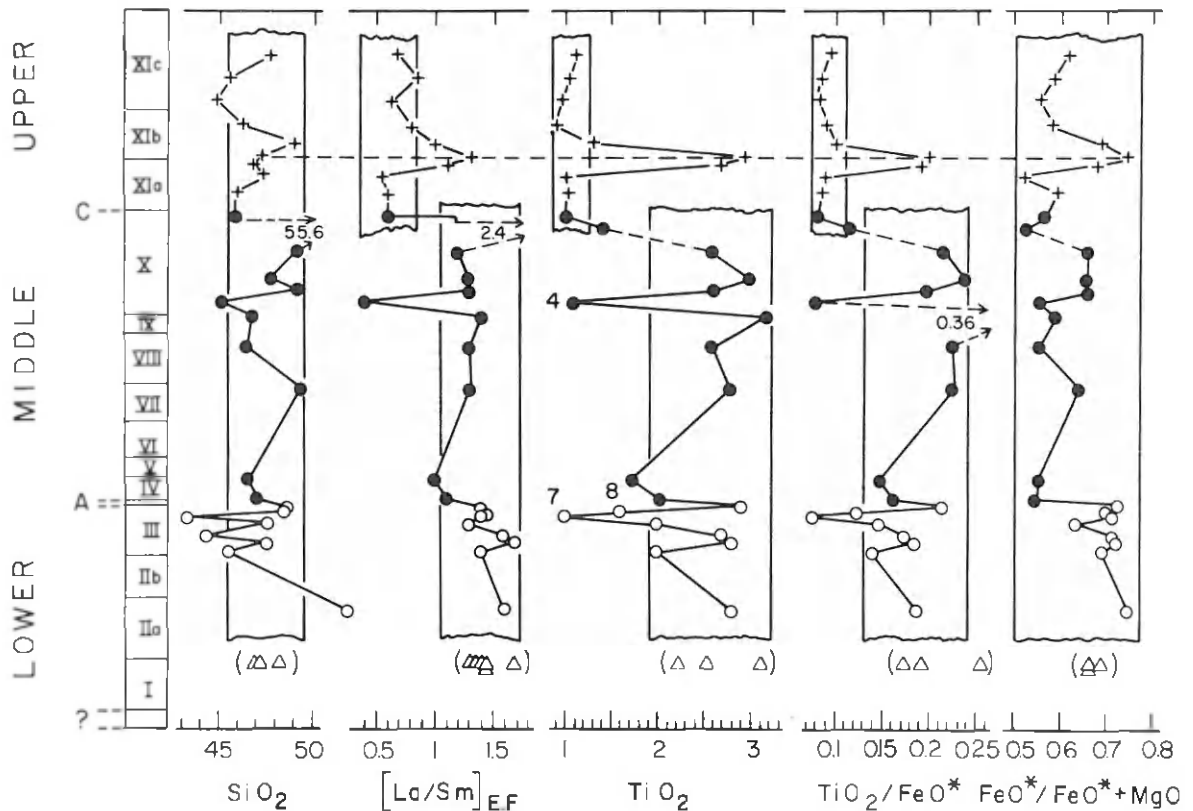 UPPER
MIDDLE
LOWER
XIc
XIb
XIa
X
IX
VIII
VII
VI
V
IV
III
IIb
IIa
I
C
A
?
55.6
2.4
4
0.36
7
8
( )
( )
( )
( )
( )
45 50
0.5 1 1.5
1 2 3
0.1 0.15 0.2 0.25
0.5 0.6 0.7 0.8
SiO2
[La/Sm]E.F.
TiO2
TiO2/FeO*
FeO*/FeO*+MgO